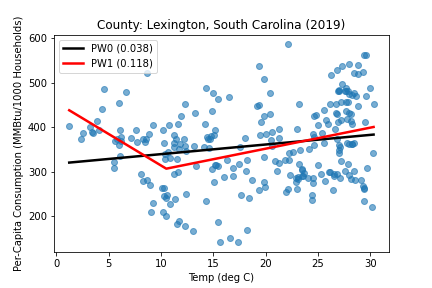 County: Lexington, South Carolina (2019)
Per-Capita Consumption (MMBtu/1000 Households)
600
500
400
300
200
PW0 (0.038)
PW1 (0.118)
0 5 10 15 20 25 30
Temp (deg C)